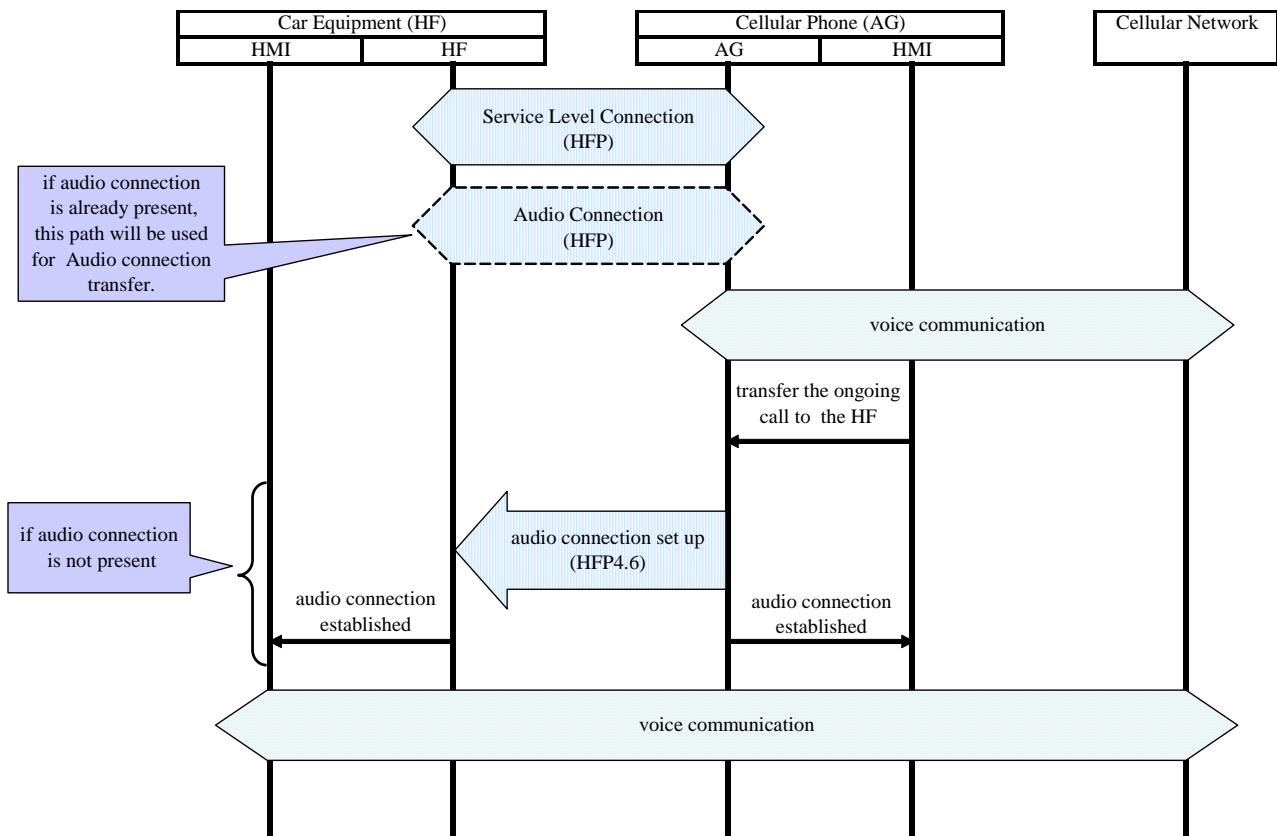 Car Equipment (HF)
Cellular Phone (AG)
Cellular Network
HMI
HF
AG
HMI
Service Level Connection
(HFP)
if audio connection
is already present,
this path will be used
for Audio connection
transfer.
Audio Connection
(HFP)
voice communication
transfer the ongoing
call to the HF
if audio connection
is not present
audio connection set up
(HFP4.6)
audio connection
established
audio connection
established
voice communication